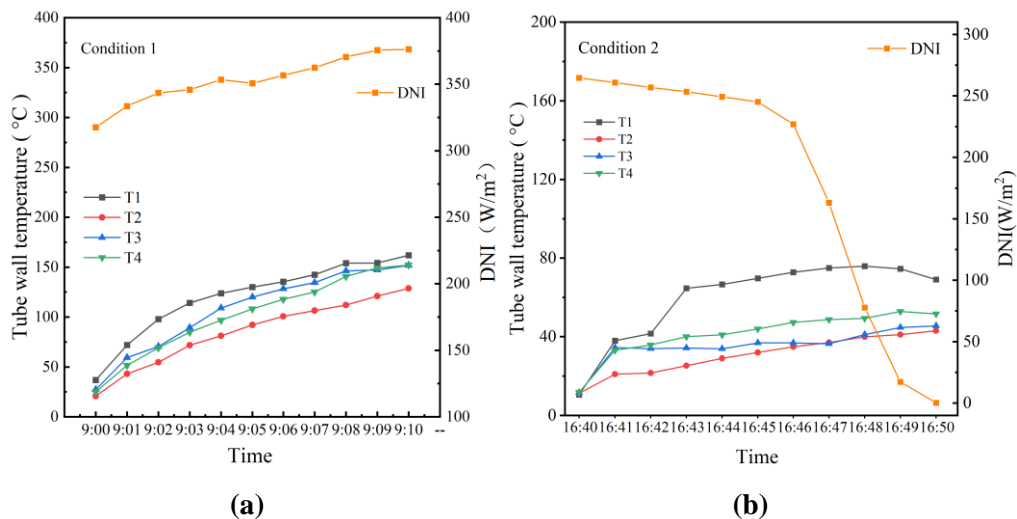 Condition 1
DNI
T1
T2
T3
T4
Tube wall temperature ( °C )
400
350
300
250
200
150
100
50
0
DNI ( W/m²)
400
350
300
250
200
150
100
9:00 9:01 9:02 9:03 9:04 9:05 9:06 9:07 9:08 9:09 9:10 --
Time
(a)
Condition 2
DNI
T1
T2
T3
T4
Tube wall temperature ( °C )
200
160
120
80
40
0
DNI(W/m²)
300
250
200
150
100
50
0
16:40 16:41 16:42 16:43 16:44 16:45 16:46 16:47 16:48 16:49 16:50
Time
(b)